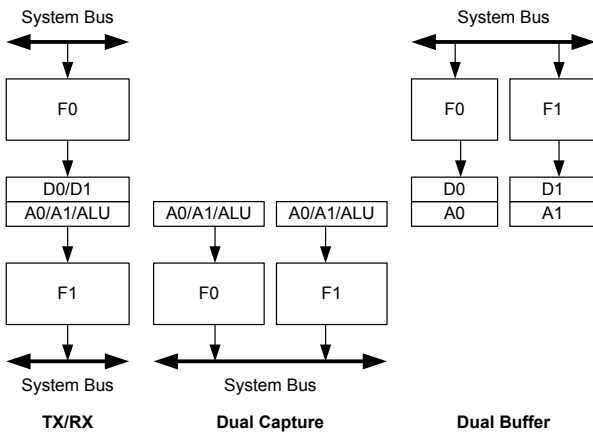 System Bus
System Bus
F0
F0
F1
D0/D1
D0
D1
A0/A1/ALU
A0/A1/ALU
A0/A1/ALU
A0
A1
F1
F0
F1
System Bus
System Bus
TX/RX
Dual Capture
Dual Buffer